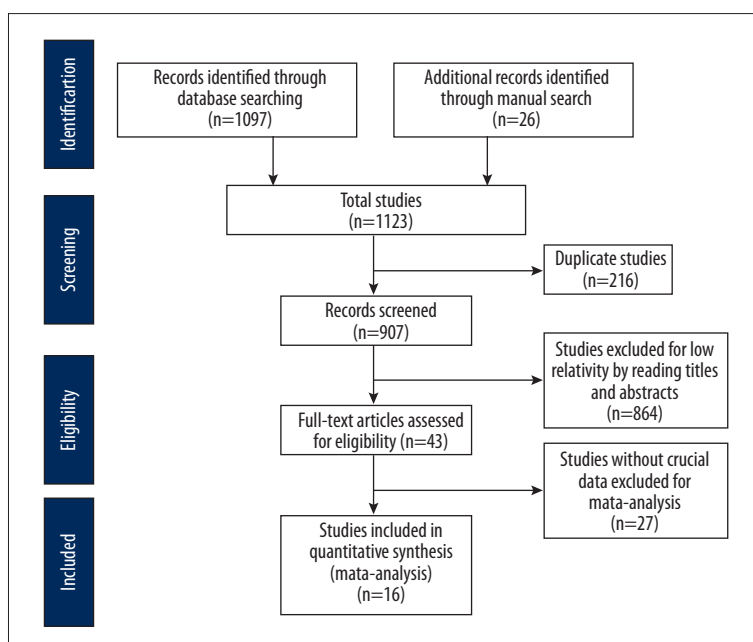 Identificartion
Records identified through
database searching
(n=1097)
Additional records identified
through manual search
(n=26)
Screening
Total studies
(n=1123)
Duplicate studies
(n=216)
Records screened
(n=907)
Eligibility
Studies excluded for low
relativity by reading titles
and abstracts
(n=864)
Full-text articles assessed
for eligibility (n=43)
Studies without crucial
data excluded for
mata-analysis
(n=27)
Included
Studies included in
quantitative synthesis
(mata-analysis)
(n=16)